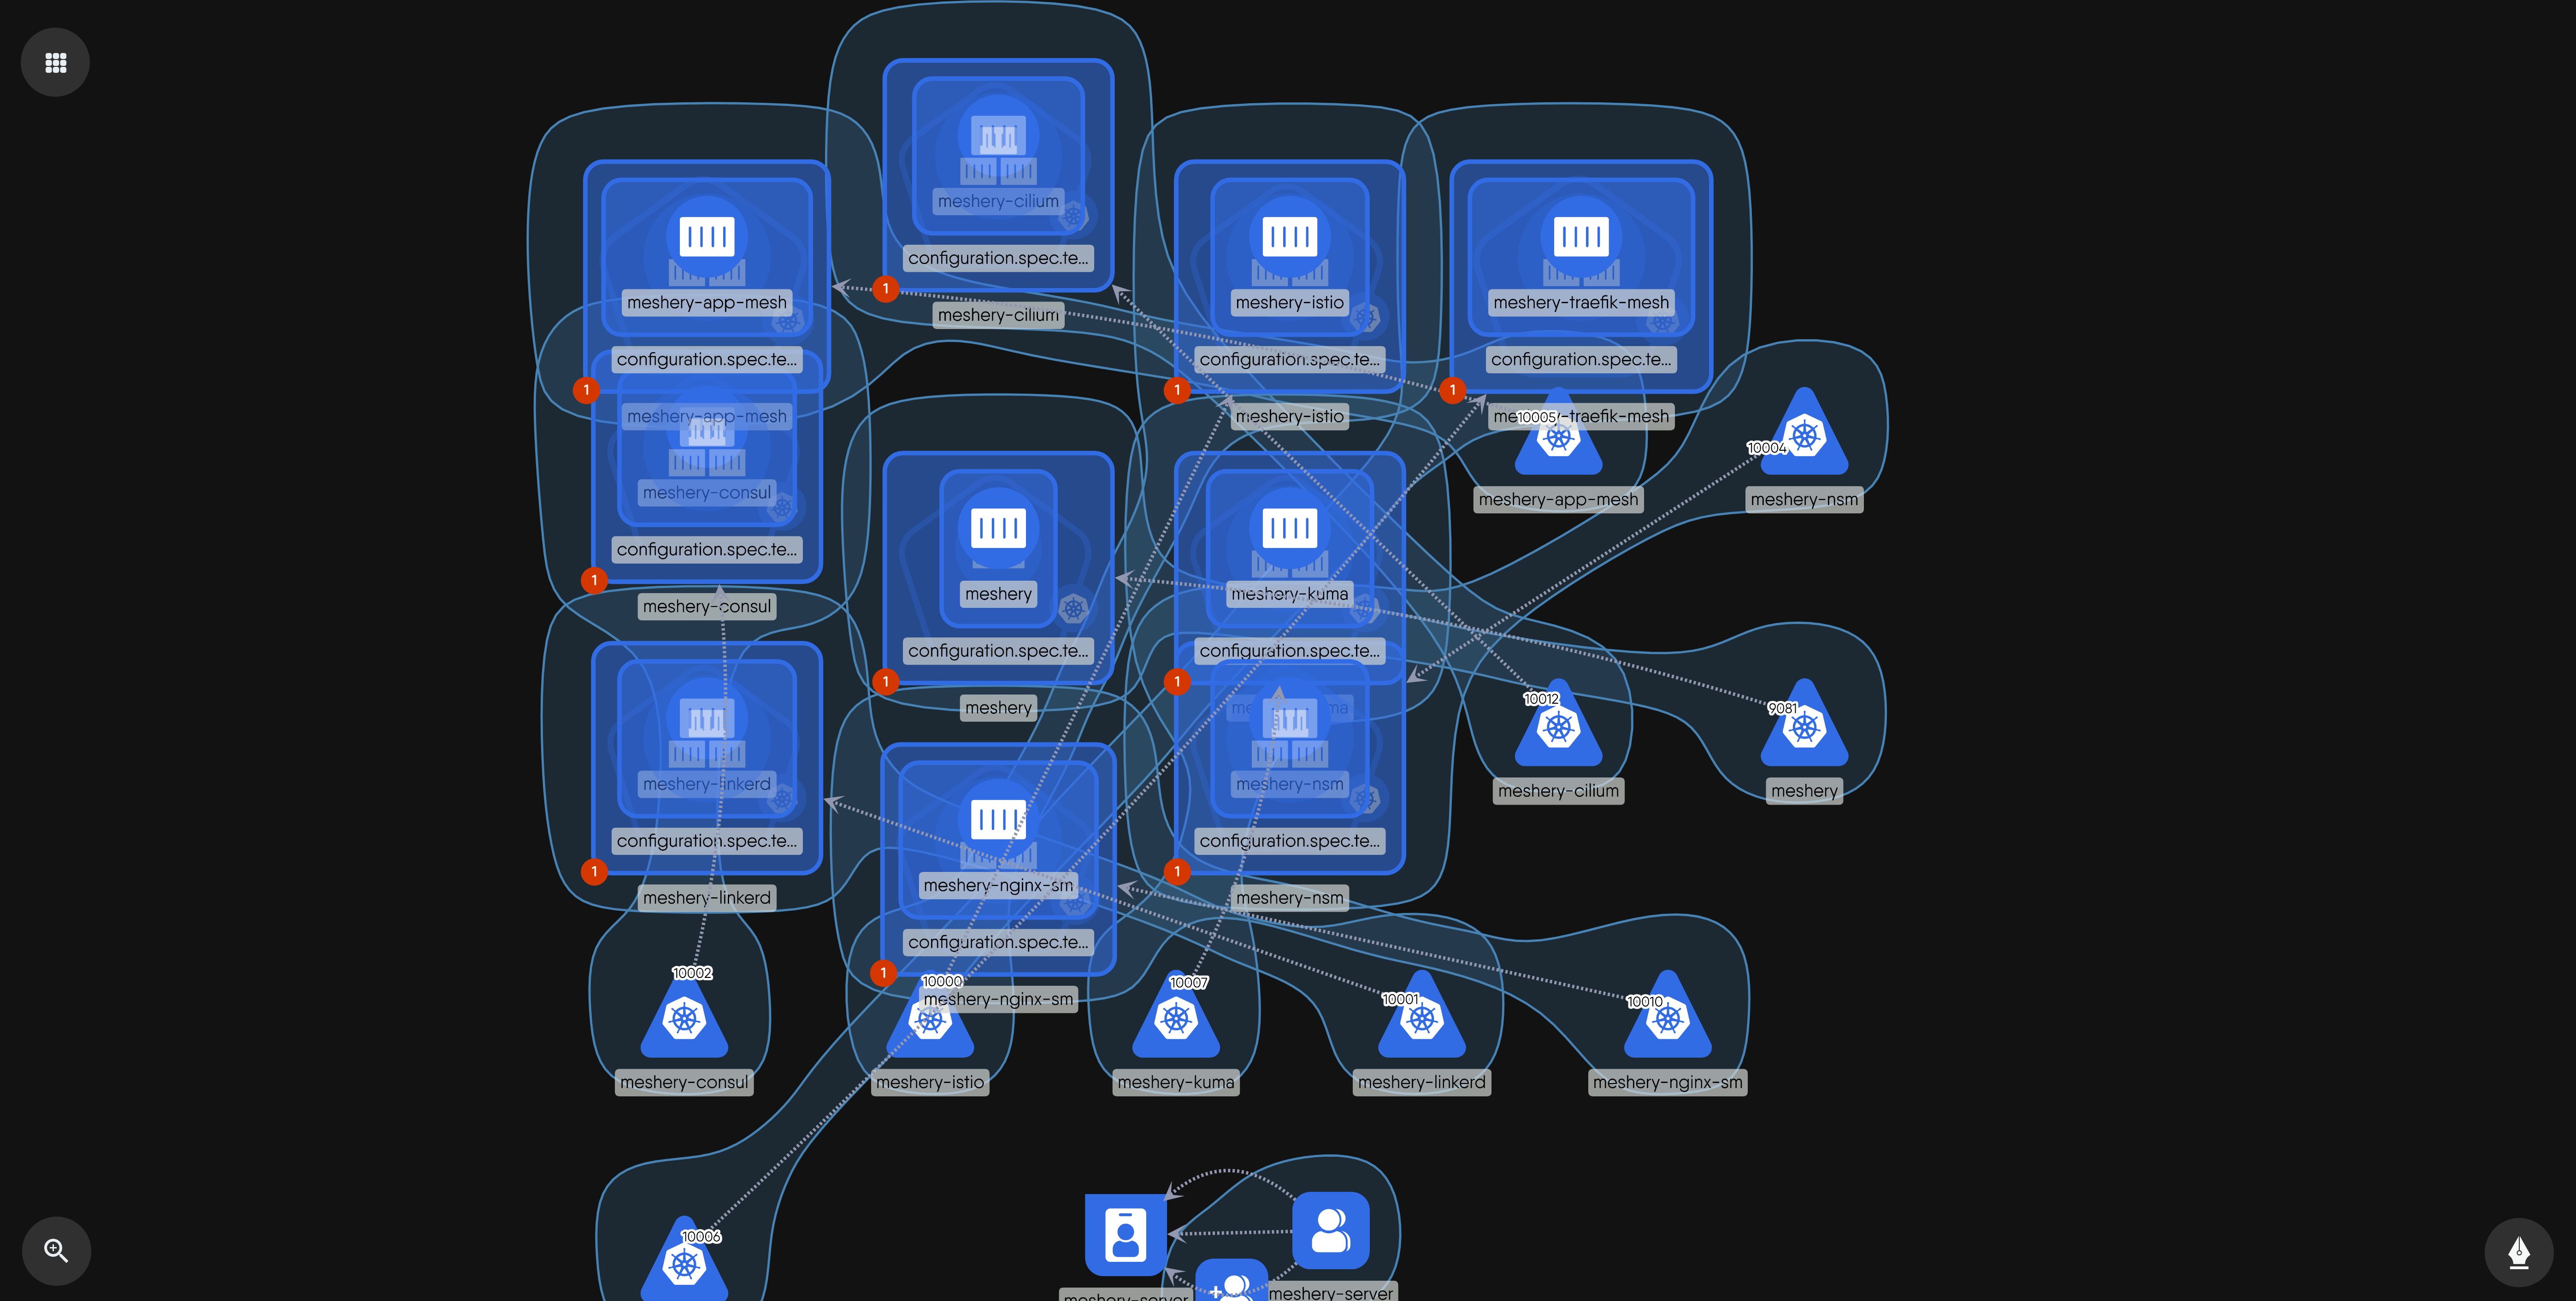 meshery-cilium
configuration.spec.te...
1
meshery-cilium
meshery-app-mesh
configuration.spec.te...
1
meshery-app-mesh
meshery-istio
configuration.spec.te...
1
meshery-istio
meshery-traefik-mesh
configuration.spec.te...
1
10005
meshery-app-mesh
10004
meshery-nsm
meshery-consul
configuration.spec.te...
1
meshery-consul
meshery
configuration.spec.te...
1
meshery
meshery-kuma
configuration.spec.te...
1
10012
meshery-cilium
9081
meshery
meshery-linkerd
configuration.spec.te...
1
meshery-linkerd
meshery-nginx-sm
configuration.spec.te...
1
meshery-nginx-sm
meshery-nsm
configuration.spec.te...
1
meshery-nsm
10002
meshery-consul
10000
meshery-istio
10007
meshery-kuma
10001
meshery-linkerd
10010
meshery-nginx-sm
10006
meshery-server
meshery-server